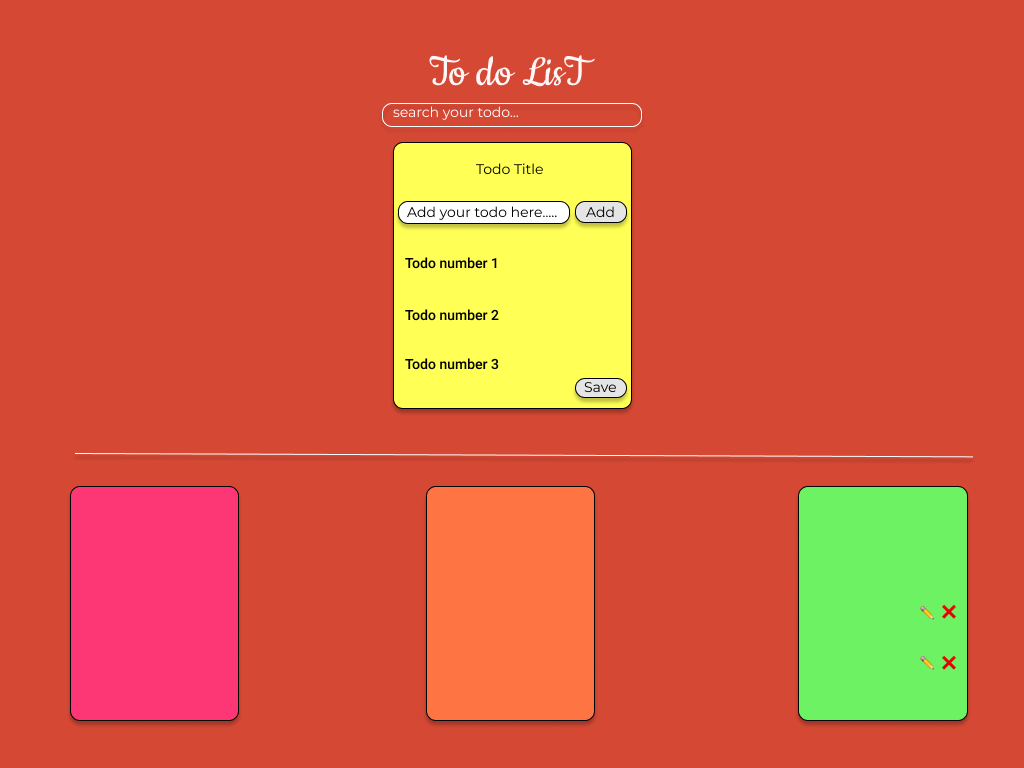 To do LisT
search your todo...
Todo Title
Add your todo here.....
Add
Todo number 1
Todo number 2
Todo number 3
Save